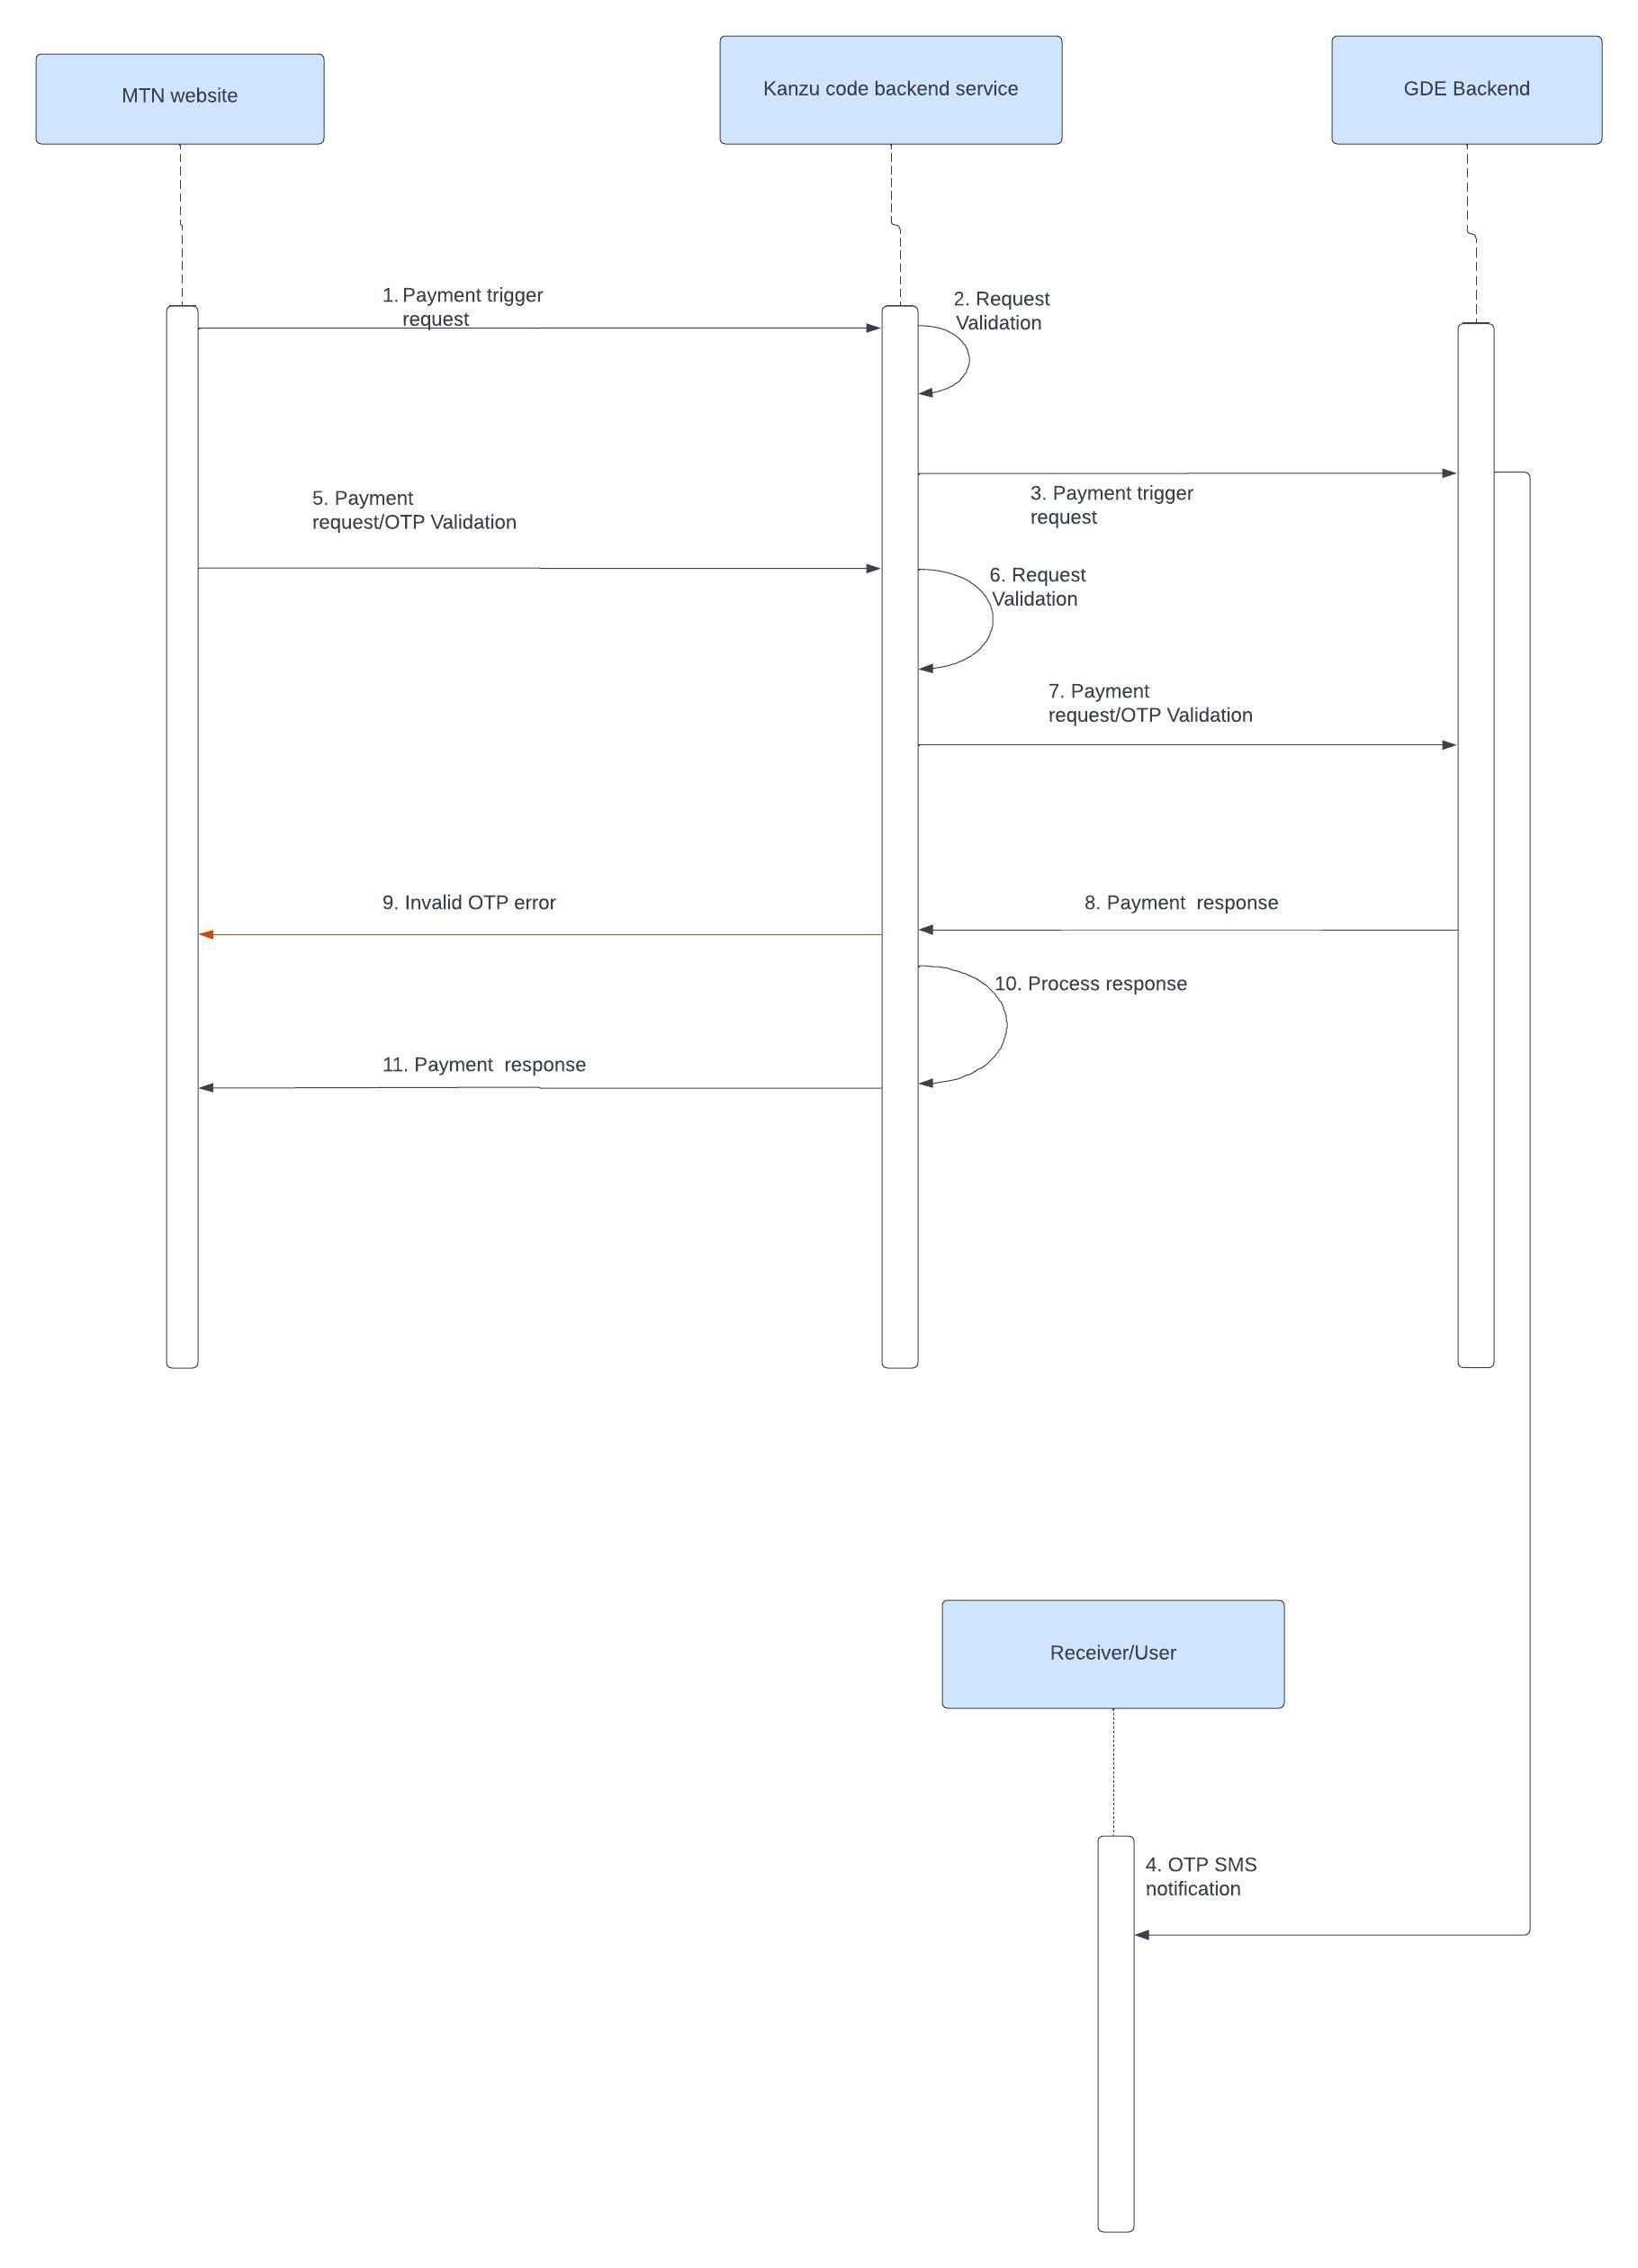 MTN website
Kanzu code backend service
GDE Backend
1. Payment trigger
request
2. Request
Validation
3. Payment trigger
request
5. Payment
request/OTP Validation
6. Request
Validation
7. Payment
request/OTP Validation
9. Invalid OTP error
8. Payment  response
10. Process response
11. Payment  response
Receiver/User
4. OTP SMS
notification